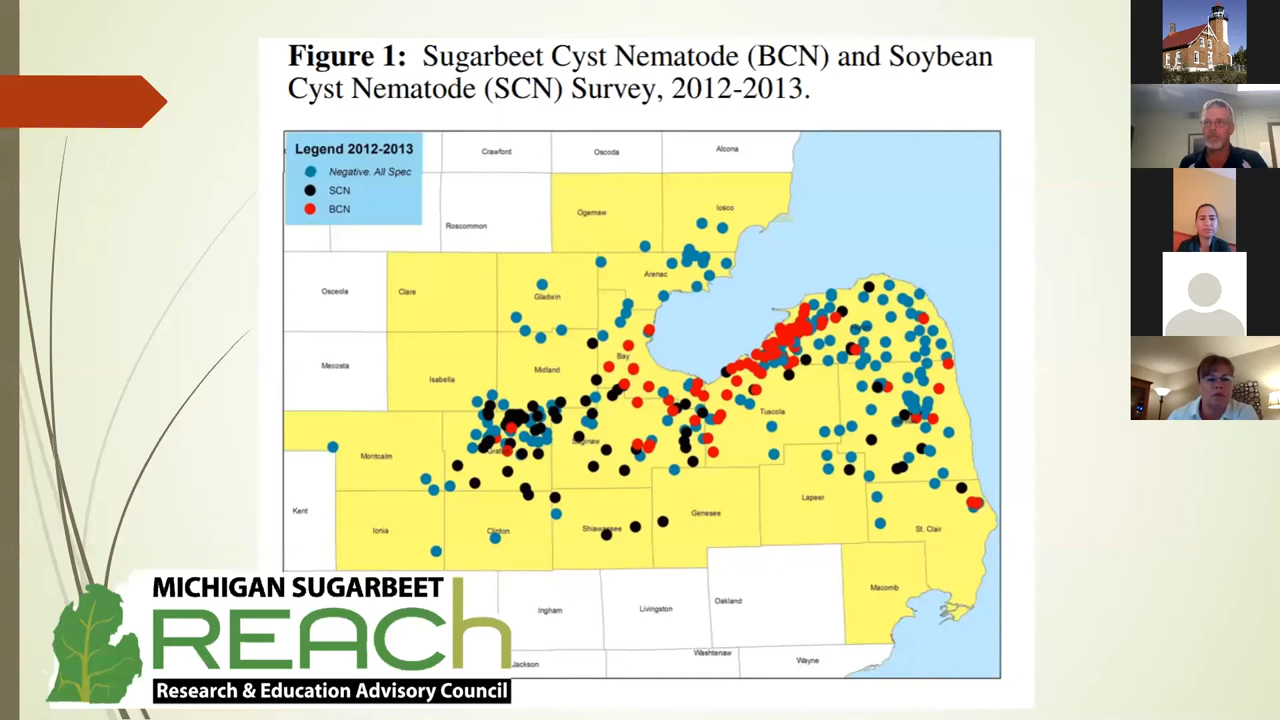 Figure 1: Sugarbeet Cyst Nematode (BCN) and Soybean
Cyst Nematode (SCN) Survey, 2012-2013.
Legend 2012-2013
Negative. All Spec
SCN
BCN
Crawford
Oscoda
Alcona
Roscommon
Ogemaw
Iosco
Arenac
Osceola
Clare
Gladwin
Mecosta
Isabella
Midland
Bay
Tuscola
Montcalm
Kent
Ionia
Clinton
Shiawassee
Genesee
Lapeer
St. Clair
Macomb
Ingham
Livingston
Oakland
Jackson
Washtenaw
Wayne
MICHIGAN SUGARBEET
REACh
Research & Education Advisory Council